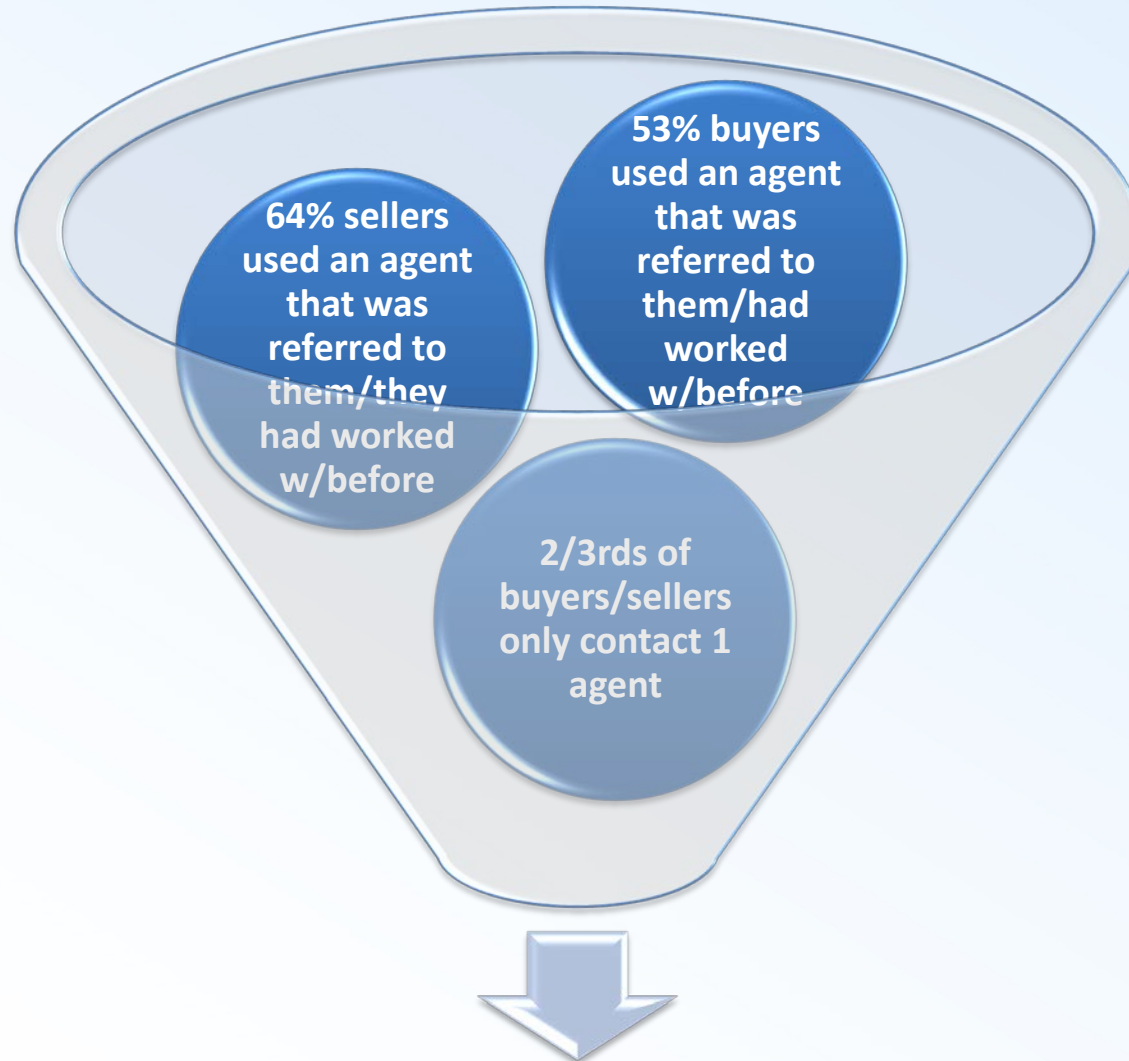 64% sellers
used an agent
that was
referred to
them/they
had worked
w/before
53% buyers
used an agent
that was
referred to
them/had
worked
w/before
2/3rds of
buyers/sellers
only contact 1
agent